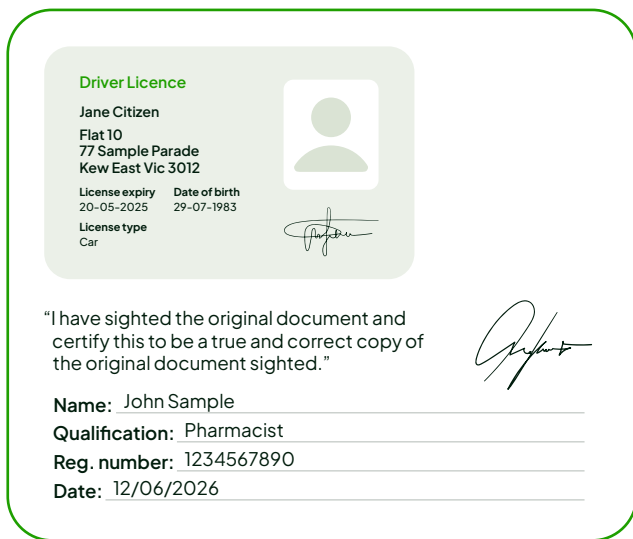 Driver Licence
Jane Citizen
Flat 10
77 Sample Parade
Kew East Vic 3012
License expiry Date of birth
20-05-2025 29-07-1983
License type
Car
“I have sighted the original document and
certify this to be a true and correct copy of
the original document sighted.”
Name: John Sample
Qualification: Pharmacist
Reg. number: 1234567890
Date: 12/06/2026